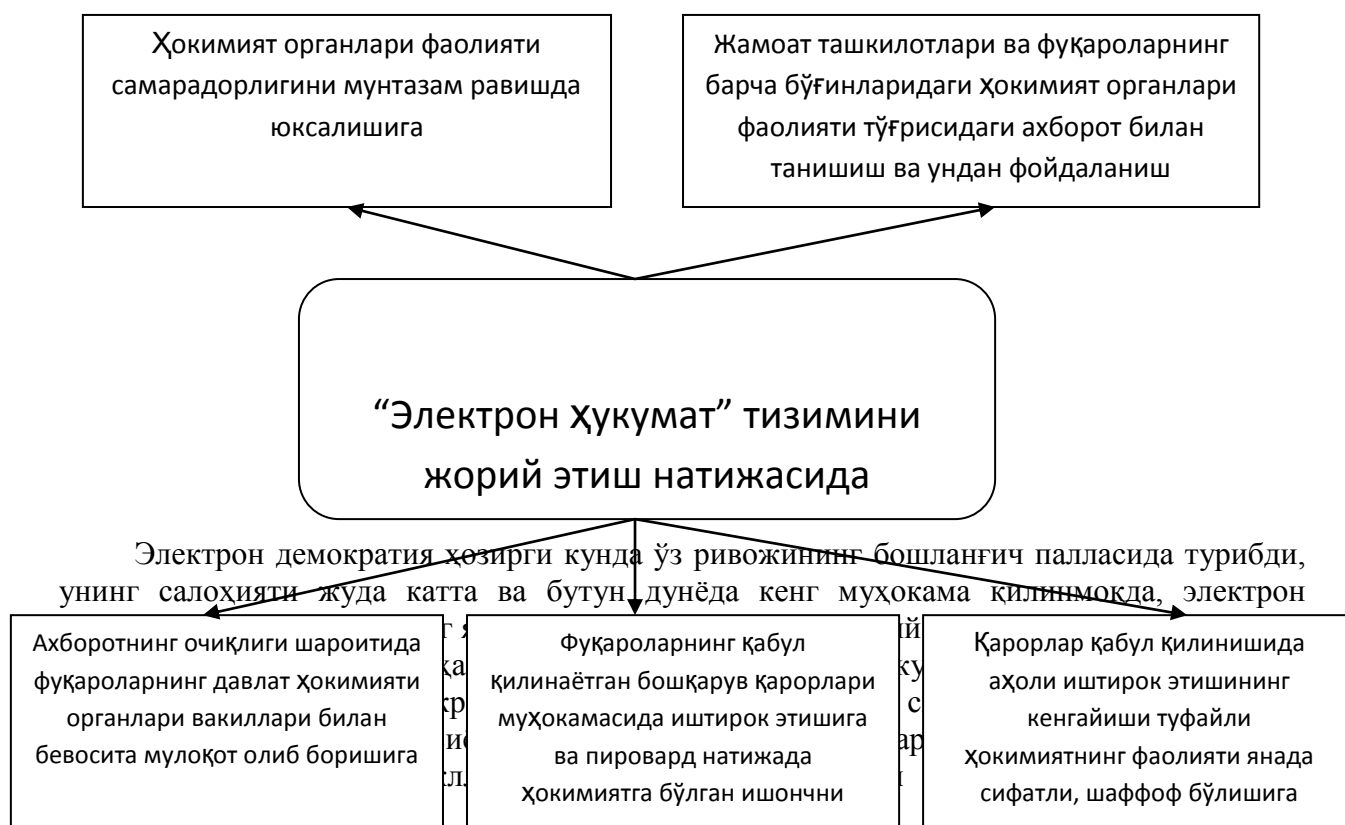 Ҳокимият органлари фаолияти
самарадорлигини мунтазам равишда
юксалишига
Жамоат ташкилотлари ва фуқароларнинг
барча бўғинларидаги ҳокимият органлари
фаолияти тўғрисидаги ахборот билан
танишиш ва ундан фойдаланиш
“Электрон ҳукумат” тизимини
жорий этиш натижасида
Электрон демократия ҳозирги кунда ўз ривожининг бошланғич палласида турибди,
унинг салоҳияти жуда катта ва бутун дунёда кенг муҳокама қилинмоқда, электрон
Ахборотнинг очиқлиги шароитида
фуқароларнинг давлат ҳокимияти
органлари вакиллари билан
бевосита мулоқот олиб боришига
Фуқароларнинг қабул
қилинаётган бошқарув қарорлари
муҳокамасида иштирок этишига
ва пировард натижада
ҳокимиятга бўлган ишончни
Қарорлар қабул қилинишида
аҳоли иштирок этишининг
кенгайиши туфайли
ҳокимиятнинг фаолияти янада
сифатли, шаффоф бўлишига